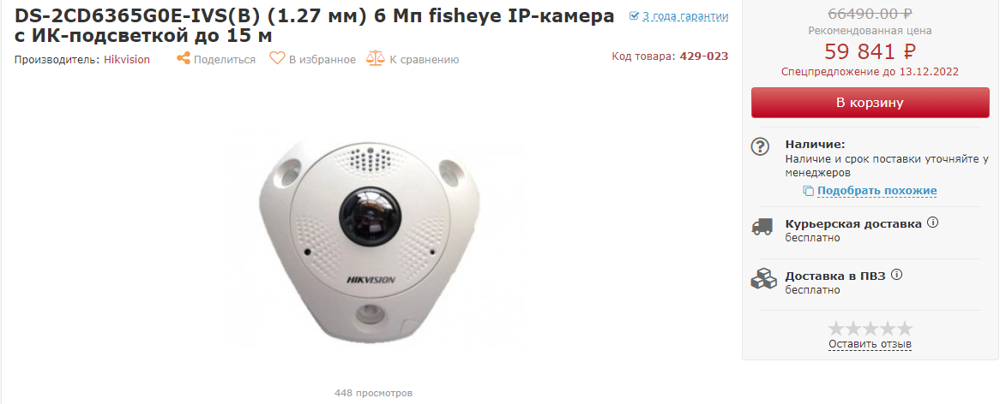 DS-2CD6365G0E-IVS(B) (1.27 мм) 6 Мп fisheye IP-камера
с ИК-подсветкой до 15 м
3 года гарантии
Производитель: Hikvision
Поделиться
В избранное
К сравнению
Код товара: 429-023
HIKVISION
448 просмотров
66490.00 ₽
Рекомендованная цена
59 841 ₽
Спецпредложение до 13.12.2022
В корзину
Наличие:
Наличие и срок поставки уточняйте у
менеджеров
Подобрать похожие
Курьерская доставка
бесплатно
Доставка в ПВЗ
бесплатно
Оставить отзыв